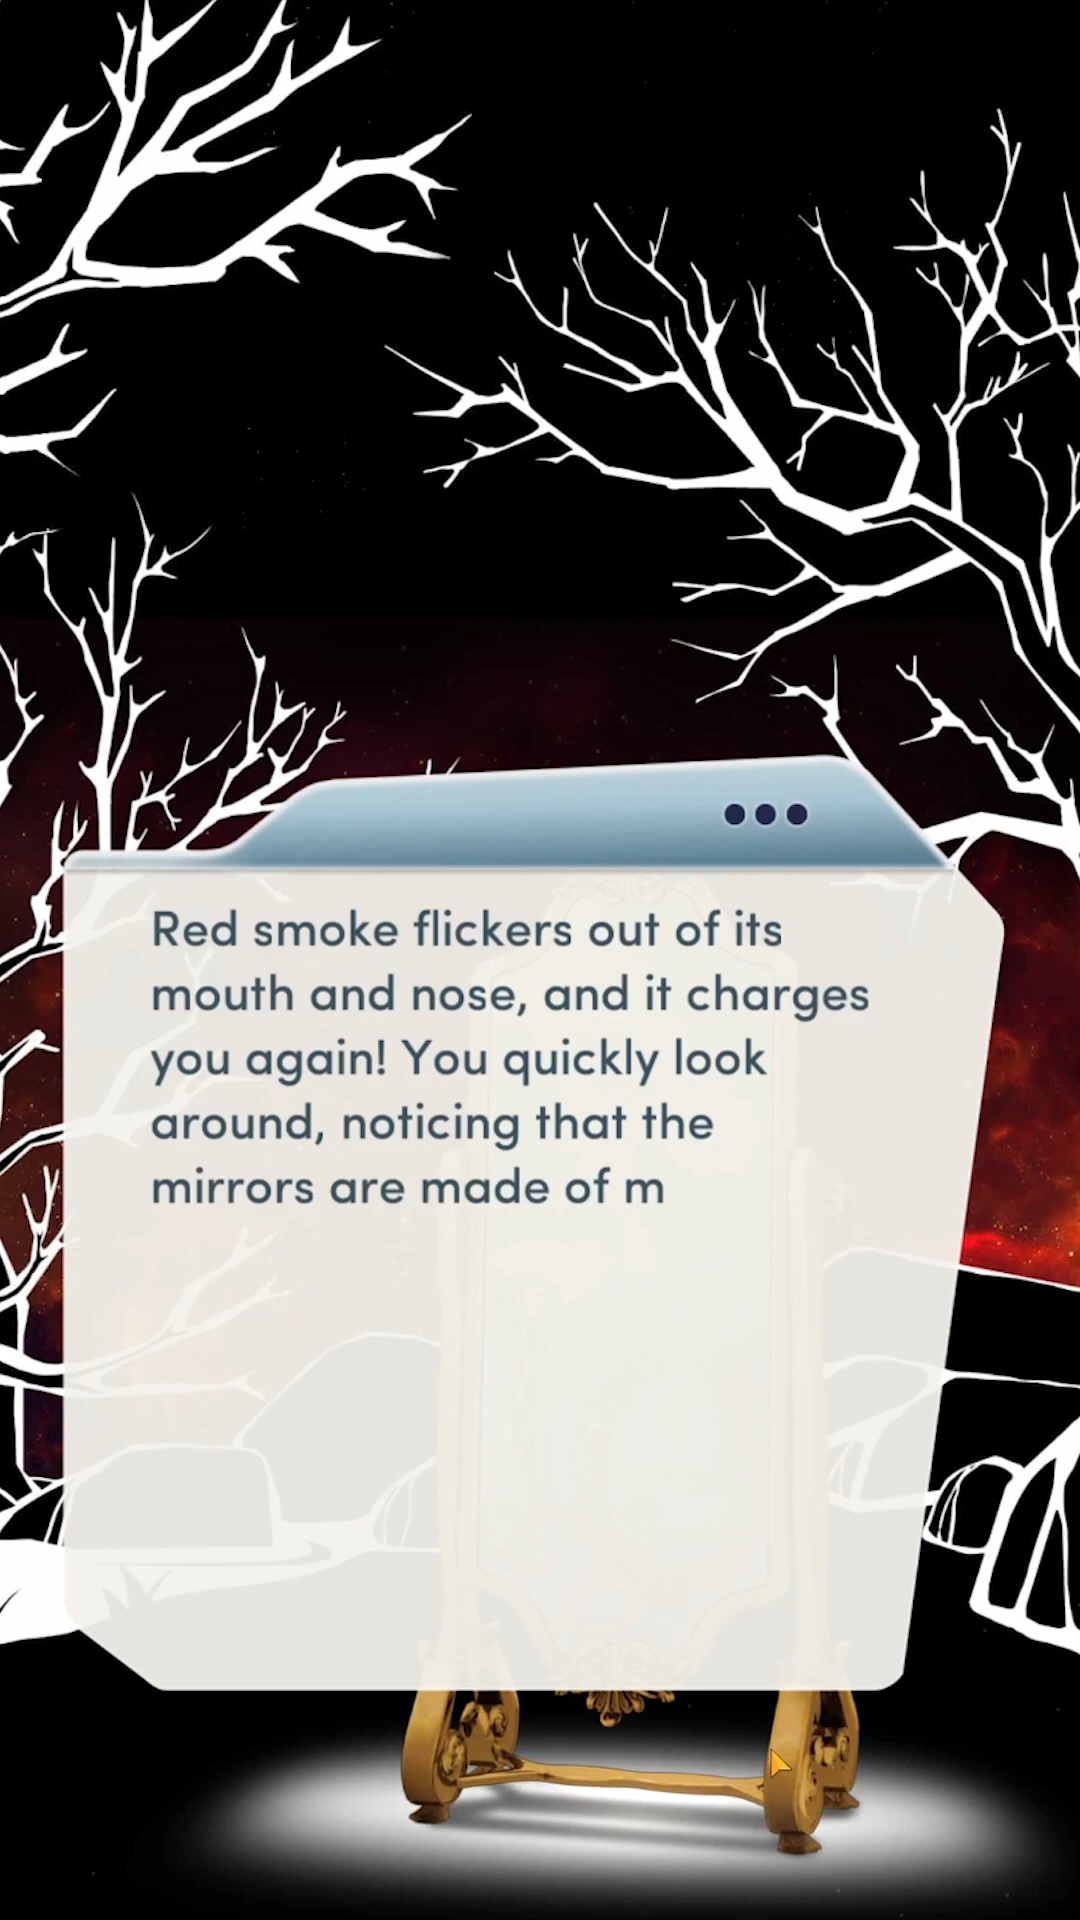 Red smoke flickers out of its
mouth and nose, and it charges
you again! You quickly look
around, noticing that the
mirrors are made of m